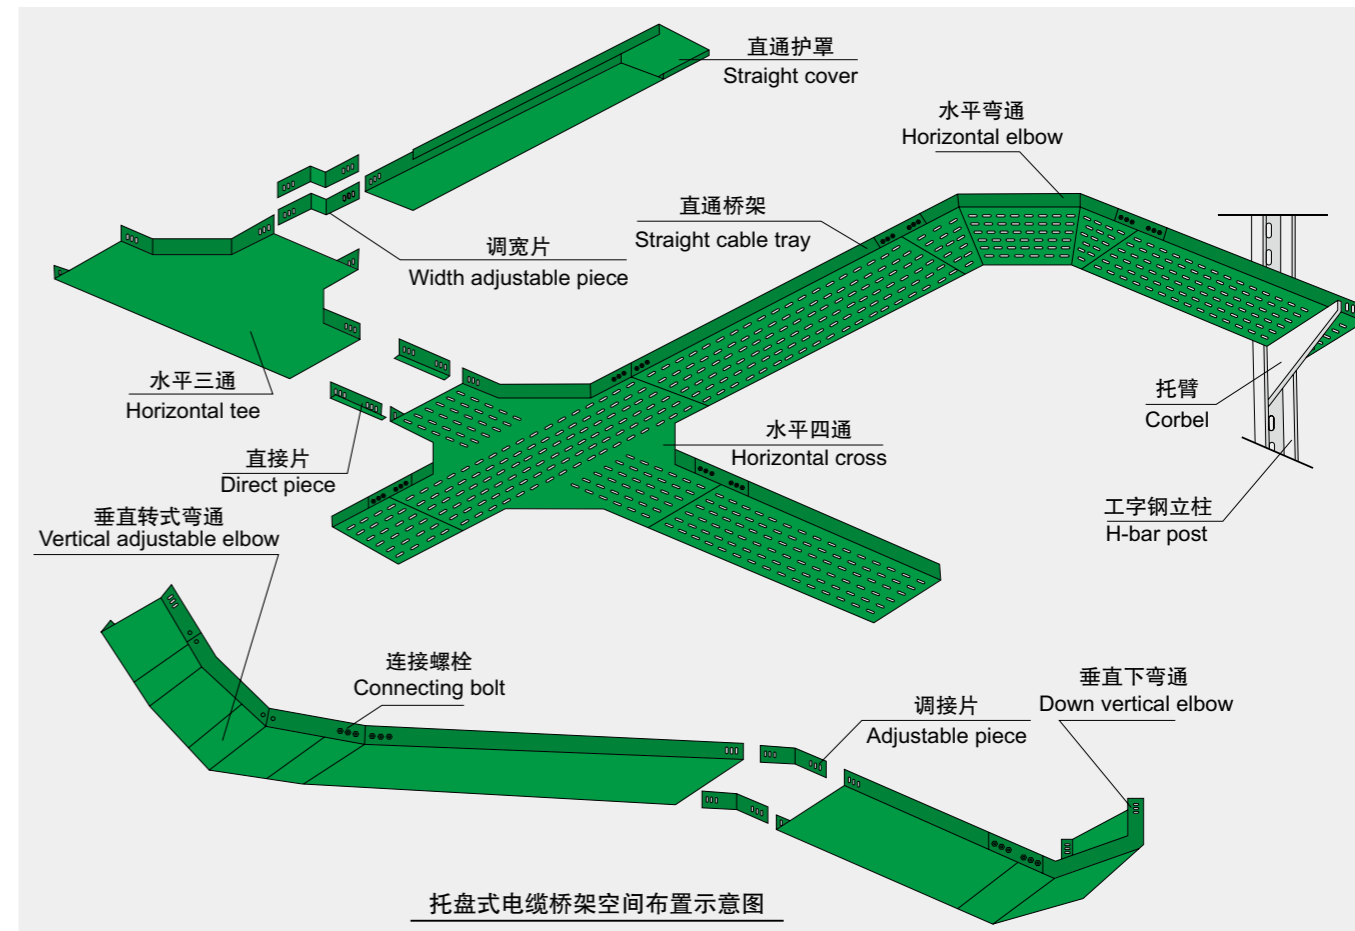 直通护罩
Straight cover
水平弯通
Horizontal elbow
直通桥架
Straight cable tray
调宽片
Width adjustable piece
水平三通
Horizontal tee
托臂
Corbel
水平四通
Horizontal cross
直接片
Direct piece
工字钢立柱
H-bar post
垂直转式弯通
Vertical adjustable elbow
连接螺栓
Connecting bolt
调接片
Adjustable piece
垂直下弯通
Down vertical elbow
托盘式电缆桥架空间布置示意图